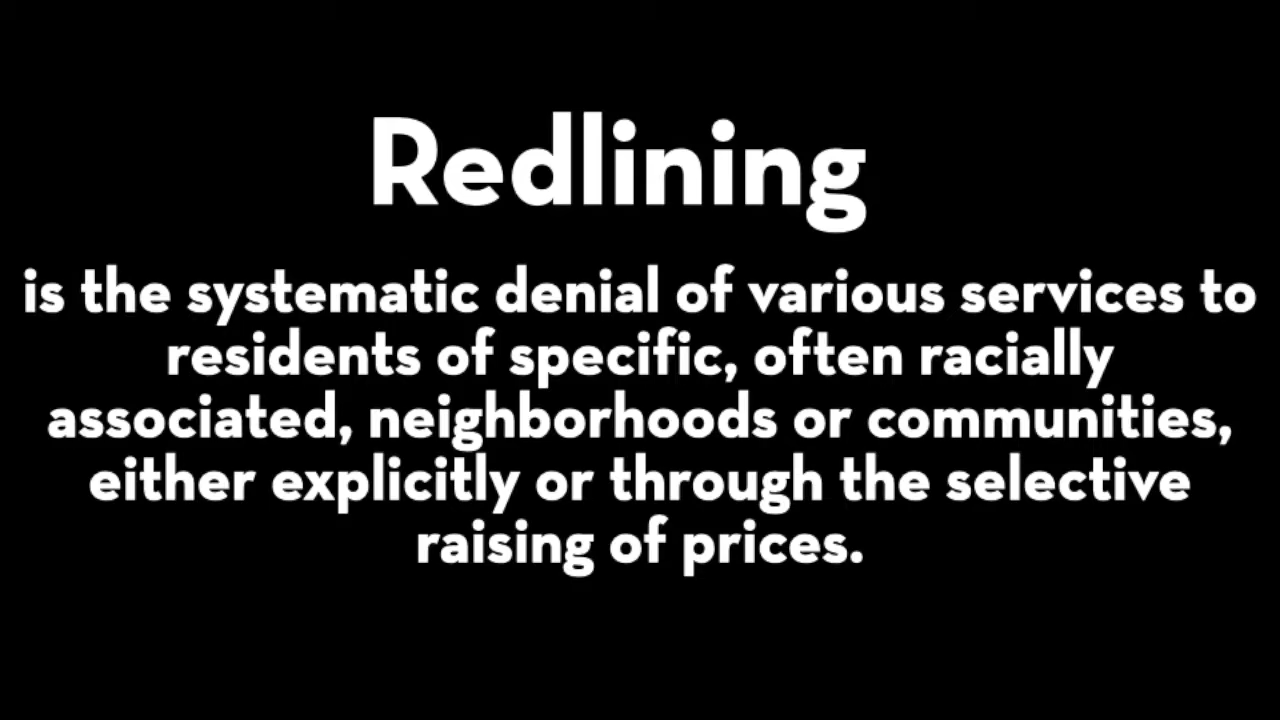 Redlining
is the systematic denial of various services to
residents of specific, often racially
associated, neighborhoods or communities,
either explicitly or through the selective
raising of prices.